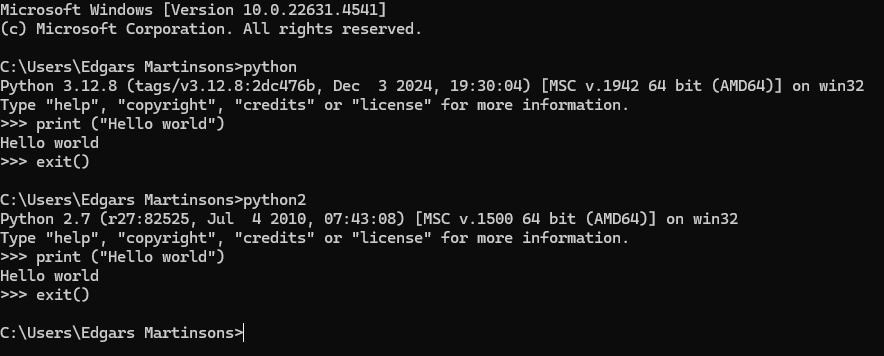 Microsoft Windows [Version 10.0.22631.4541]
(c) Microsoft Corporation. All rights reserved.
C:\Users\Edgars Martinsons>python
Python 3.12.8 (tags/v3.12.8:2dc476b, Dec  3 2024, 19:30:04) [MSC v.1942 64 bit (AMD64)] on win32
Type "help", "copyright", "credits" or "license" for more information.
>>> print ("Hello world")
Hello world
>>> exit()
C:\Users\Edgars Martinsons>python2
Python 2.7 (r27:82525, Jul  4 2010, 07:43:08) [MSC v.1500 64 bit (AMD64)] on win32
Type "help", "copyright", "credits" or "license" for more information.
>>> print ("Hello world")
Hello world
>>> exit()
C:\Users\Edgars Martinsons>